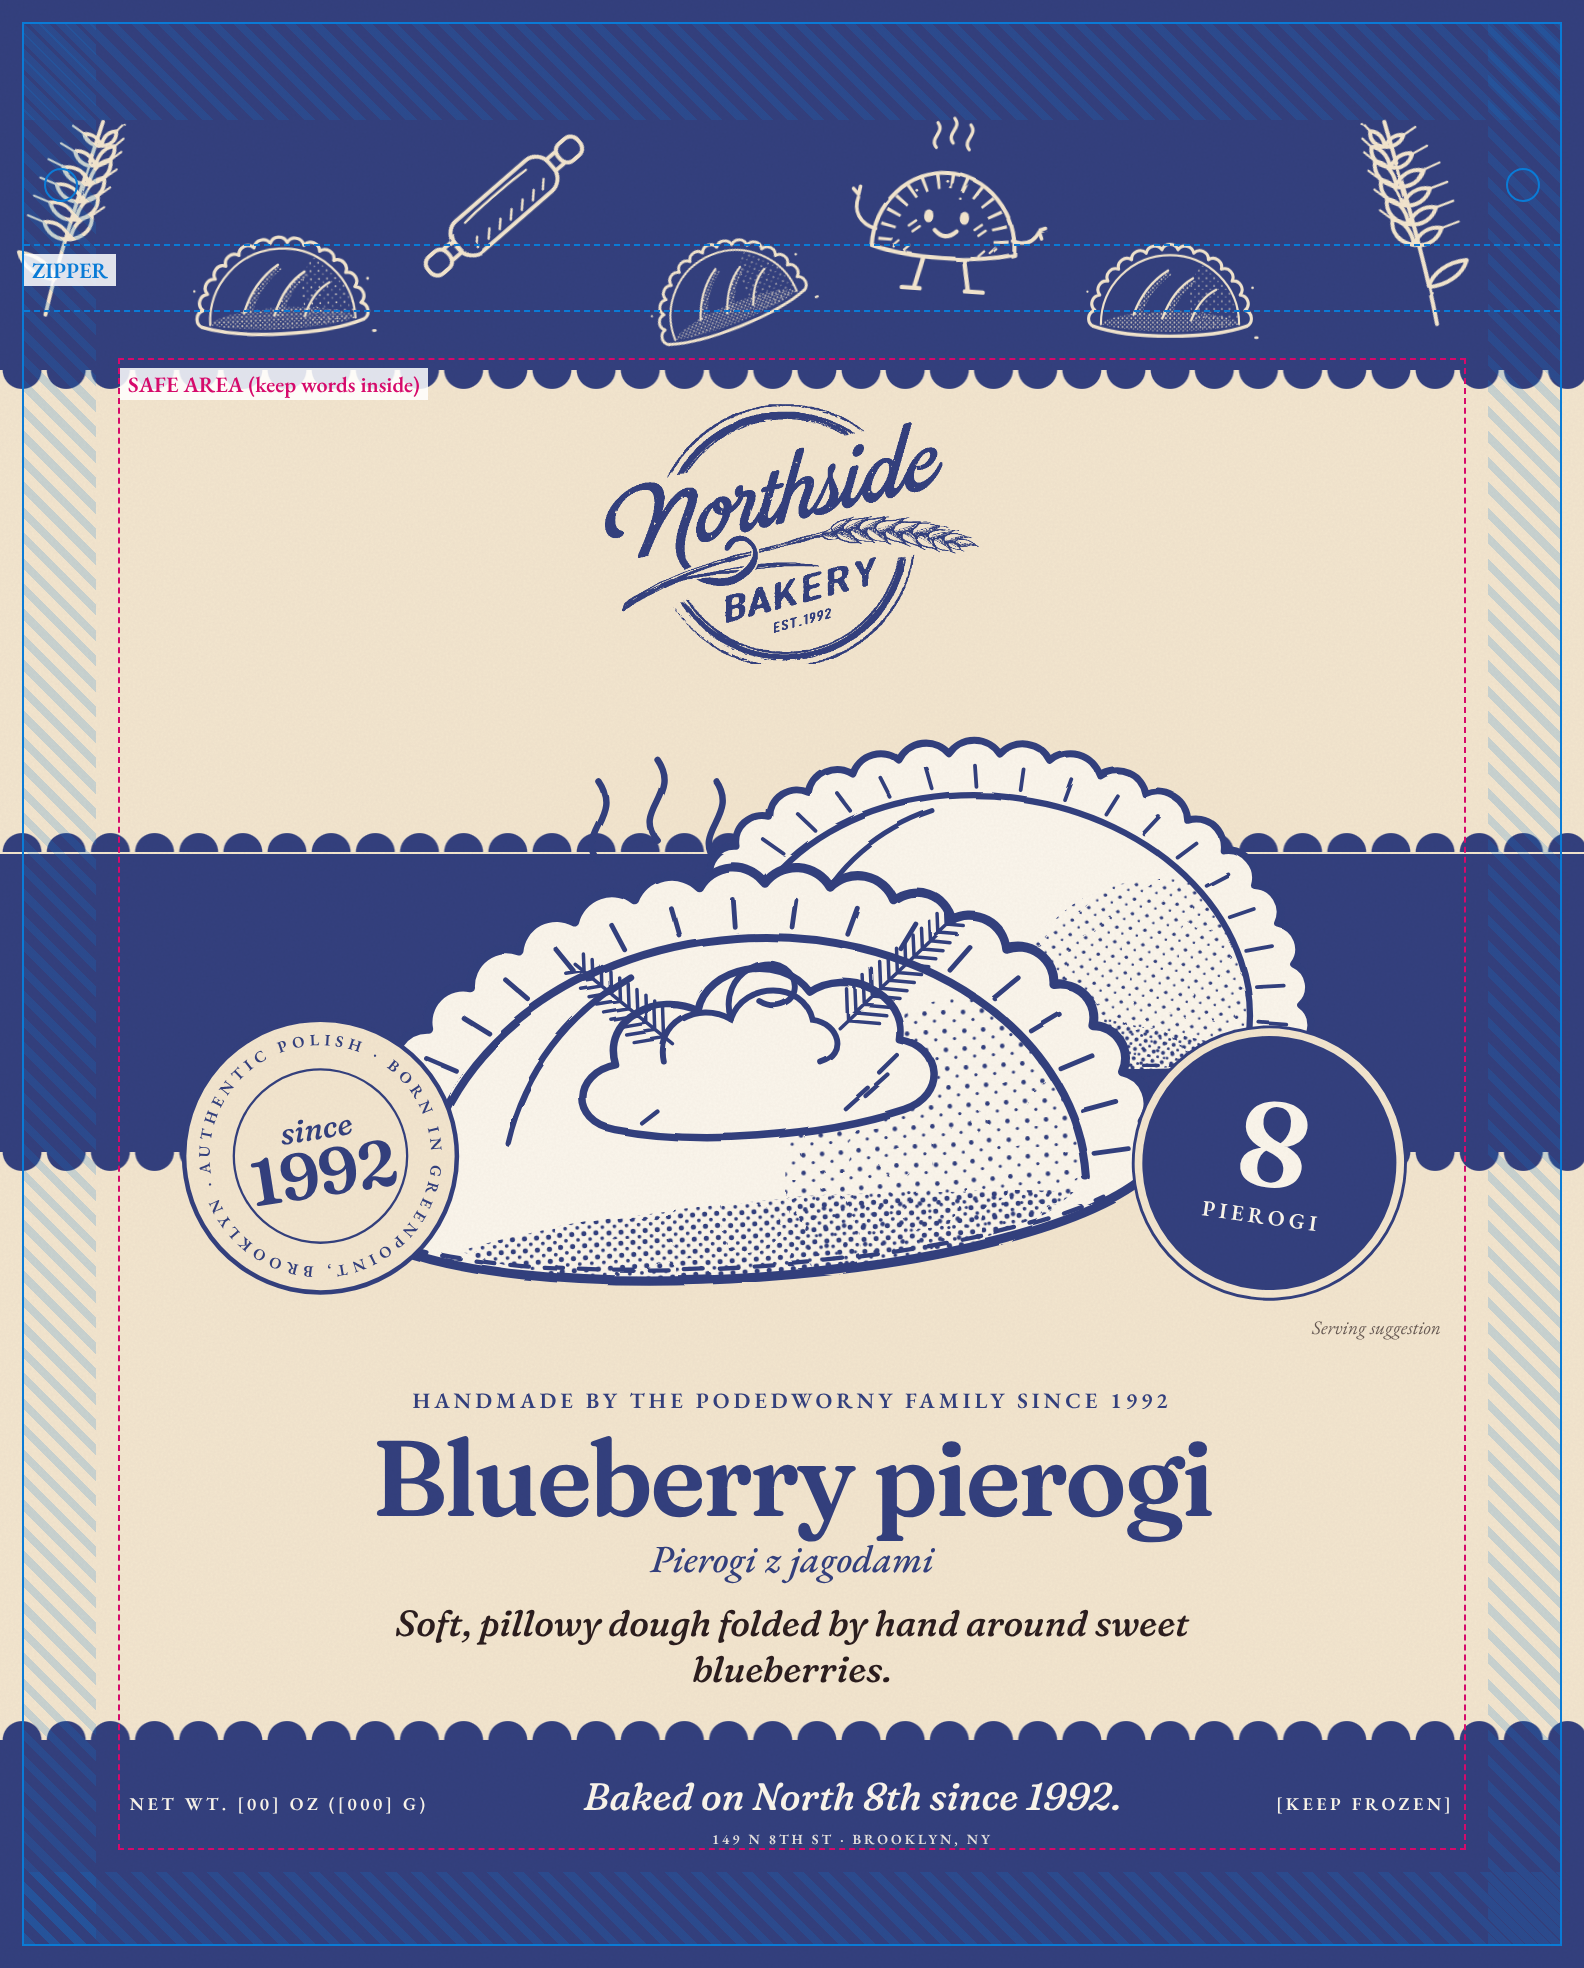 ZIPPER
SAFE AREA (keep words inside)
Northside
BAKERY
EST.1992
AUTHENTIC POLISH · BORN IN GREENPOINT, BROOKLYN ·
since
1992
8
PIEROGI
Serving suggestion
HANDMADE BY THE PODEDWORNY FAMILY SINCE 1992
Blueberry pierogi
Pierogi z jagodami
Soft, pillowy dough folded by hand around sweet
blueberries.
NET WT. [00] OZ ([000] G)
Baked on North 8th since 1992.
[KEEP FROZEN]
149 N 8TH ST · BROOKLYN, NY